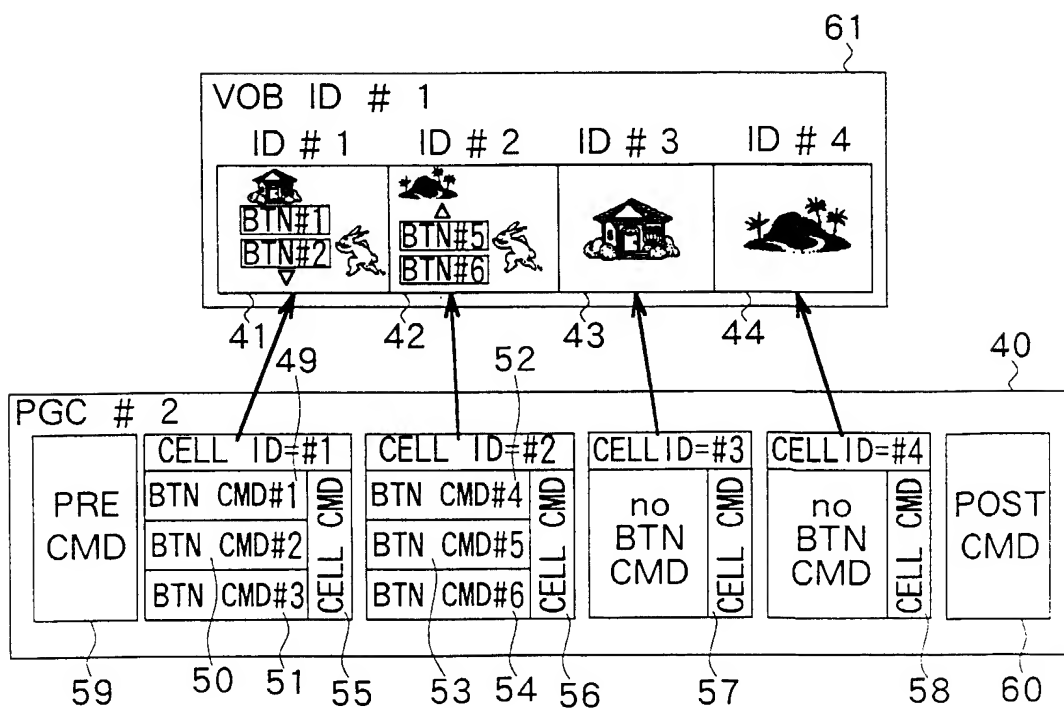 61
VOB ID # 1
ID # 1 ID # 2 ID # 3 ID # 4
BTN#1
BTN#2
BTN#5
BTN#6
41 42 43 44
49 52 40
PGC # 2
PRE CMD
CELL ID=#1
BTN CMD#1
BTN CMD#2
BTN CMD#3
CELL CMD
CELL ID=#2
BTN CMD#4
BTN CMD#5
BTN CMD#6
CELL CMD
CELLID=#3
no
BTN
CMD
CELL CMD
CELLID=#4
no
BTN
CMD
CELL CMD
POST
CMD
59 50 51 55 53 54 56 57 58 60